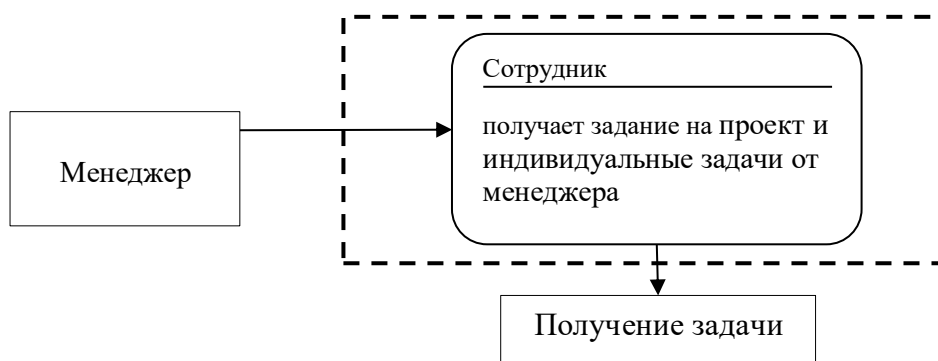 Сотрудник
получает задание на проект и
индивидуальные задачи от
менеджера
Менеджер
Получение задачи